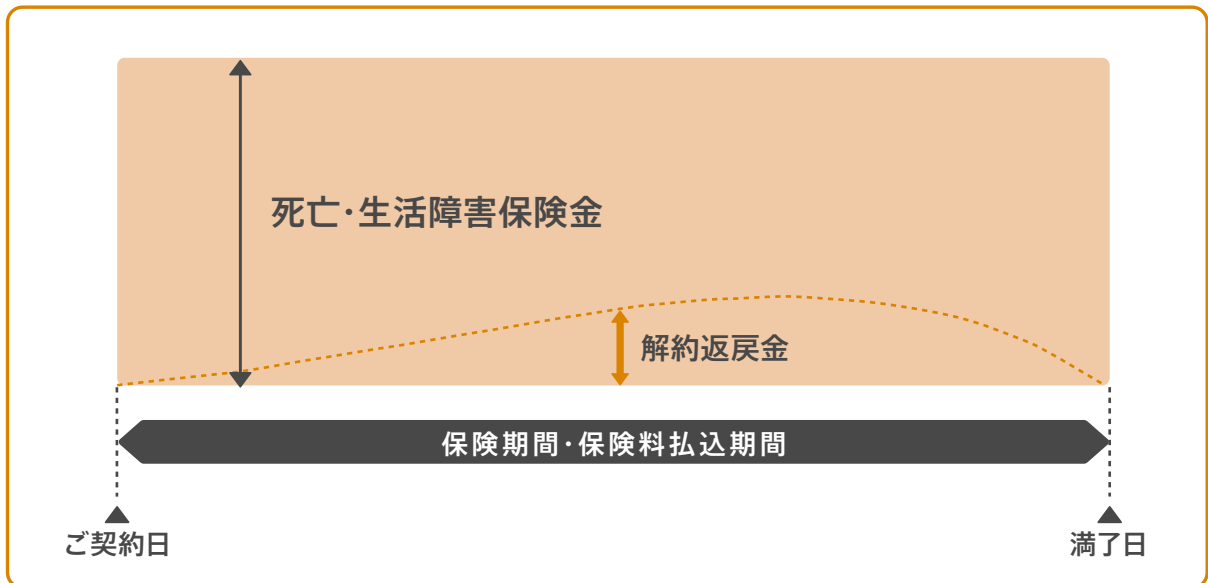 死亡·生活障害保険金
解約返戻金
保険期間·保険料払込期間
ご契約日
満了日